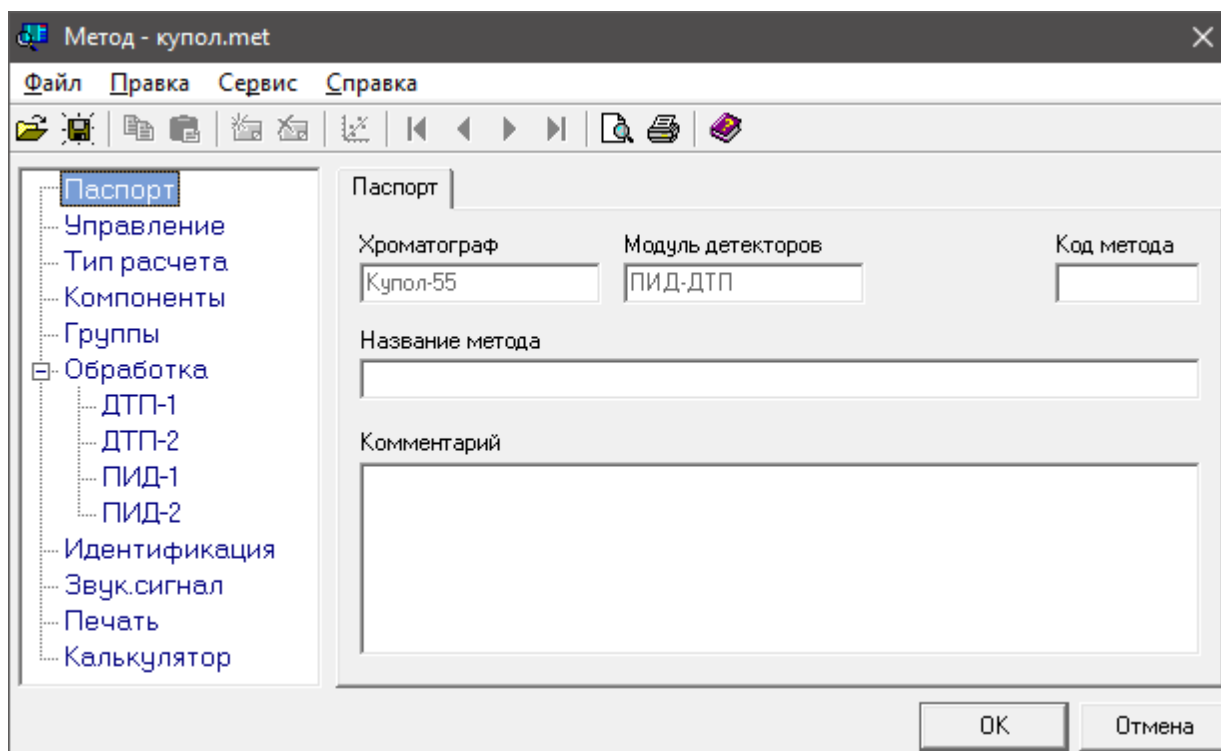 Метод - купол.met
Файл Правка Сервис Справка
Паспорт
Управление
Тип расчета
Компоненты
Группы
Обработка
ДТП-1
ДТП-2
ПИД-1
ПИД-2
Идентификация
Звук.сигнал
Печать
Калькулятор
Паспорт
Хроматограф Модуль детекторов Код метода
Купол-55 ПИД-ДТП
Название метода
Комментарий
OK Отмена